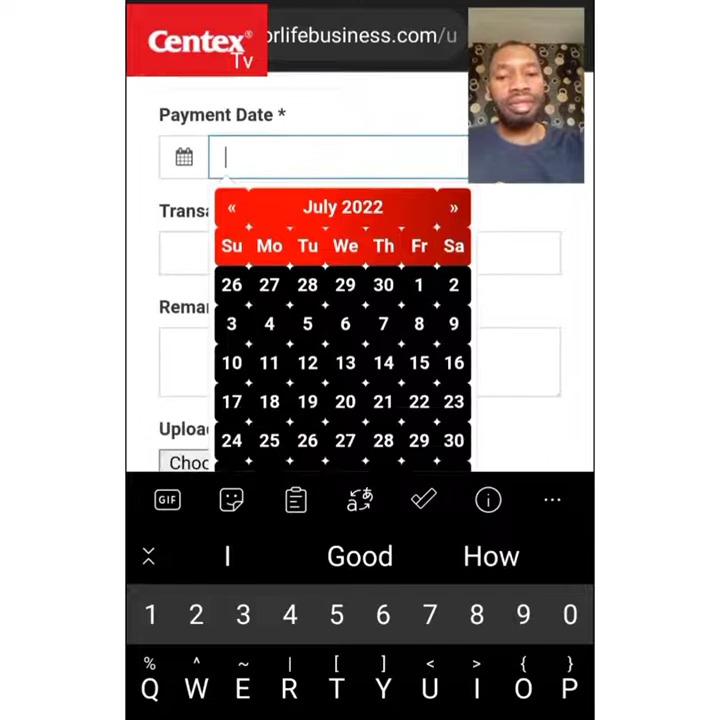 Centex®
Tv
orlifebusiness.com/u
Payment Date *
« July 2022 »
Su Mo Tu We Th Fr Sa
26 27 28 29 30 1 2
3 4 5 6 7 8 9
10 11 12 13 14 15 16
17 18 19 20 21 22 23
24 25 26 27 28 29 30
Transa
Remar
Uploa
Choo
GIF
aあ
I Good How
1 2 3 4 5 6 7 8 9 0
% ^ ~ | [ ] < > { }
Q W E R T Y U I O P